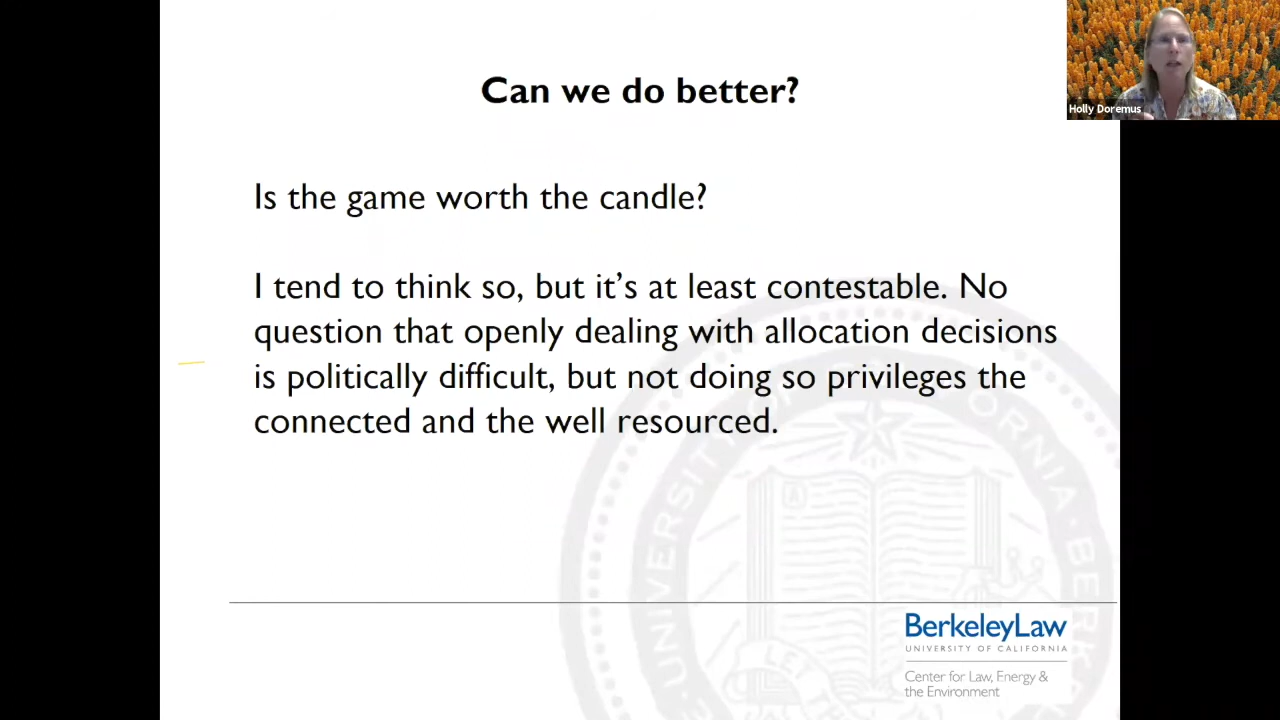 Can we do better?
Holly Doremus
Is the game worth the candle?
I tend to think so, but it’s at least contestable. No
question that openly dealing with allocation decisions
is politically difficult, but not doing so privileges the
connected and the well resourced.
BerkeleyLaw
UNIVERSITY OF CALIFORNIA
Center for Law, Energy &
the Environment